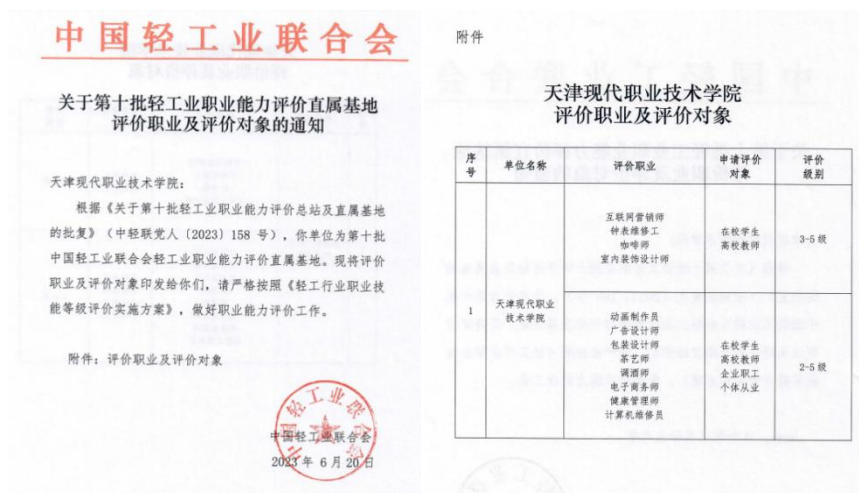 中国轻工业联合会
关于第十批轻工业职业能力评价直属基地
评价职业及评价对象的通知
天津现代职业技术学院：
根据《关于第十批轻工业职业能力评价总站及直属基地
的批复》（中轻联党人〔2023〕158 号），你单位为第十批
中国轻工业联合会轻工业职业能力评价直属基地。现将评价
职业及评价对象印发给你们，请严格按照《轻工行业职业技
能等级评价实施方案》，做好职业能力评价工作。
附件：评价职业及评价对象
中国轻工业联合会
2023 年 6 月 20 日
附件
天津现代职业技术学院
评价职业及评价对象
序号 单位名称 评价职业 申请评价对象 评价级别
互联网营销师
钟表维修工
咖啡师
室内装饰设计师
在校学生
高校教师
3-5 级
1
天津现代职业
技术学院
动画制作员
广告设计师
包装设计师
茶艺师
调酒师
电子商务师
健康管理师
计算机维修员
在校学生
高校教师
企业职工
个体从业
2-5 级